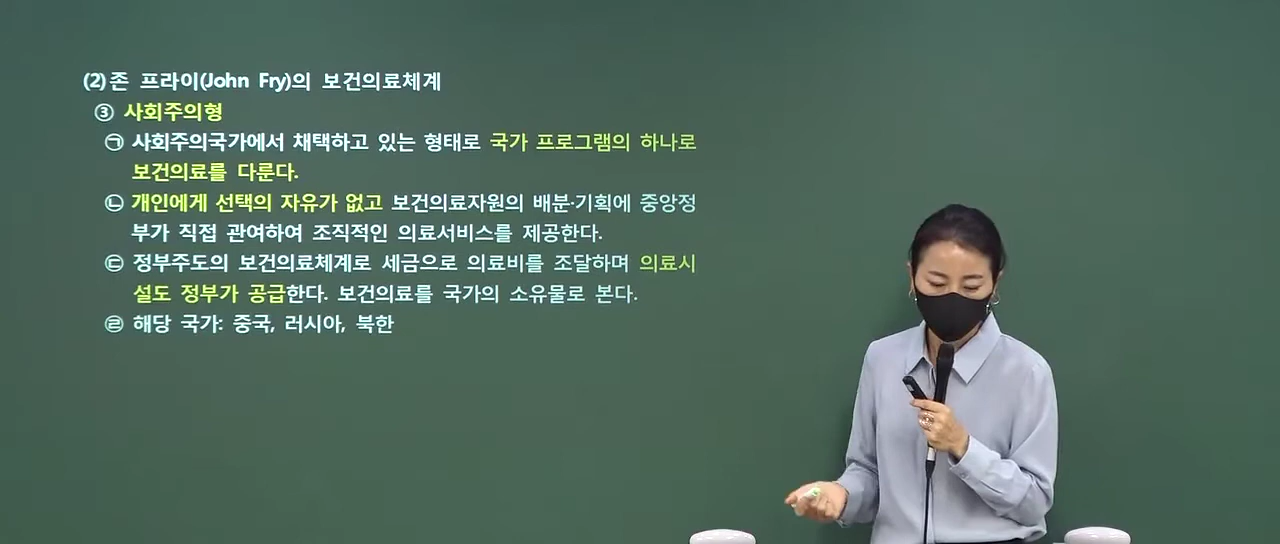 (2) 존 프라이(John Fry)의 보건의료체계
③ 사회주의형
㉠ 사회주의국가에서 채택하고 있는 형태로 국가 프로그램의 하나로
보건의료를 다룬다.
㉡ 개인에게 선택의 자유가 없고 보건의료자원의 배분·기획에 중앙정
부가 직접 관여하여 조직적인 의료서비스를 제공한다.
㉢ 정부주도의 보건의료체계로 세금으로 의료비를 조달하며 의료시
설도 정부가 공급한다. 보건의료를 국가의 소유물로 본다.
㉣ 해당 국가: 중국, 러시아, 북한